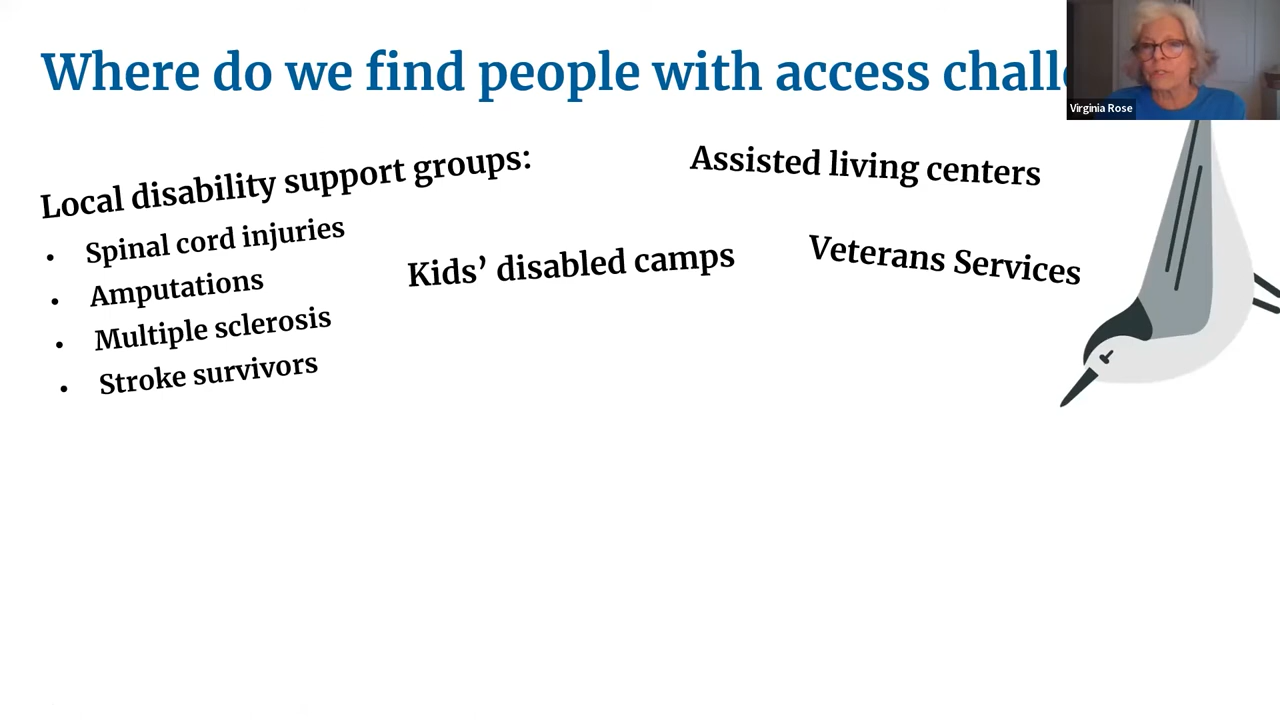 Where do we find people with access
Virginia Rose
Local disability support groups:
• Spinal cord injuries
• Amputations
• Multiple sclerosis
• Stroke survivors
Kids’ disabled camps
Assisted living centers
Veterans Services